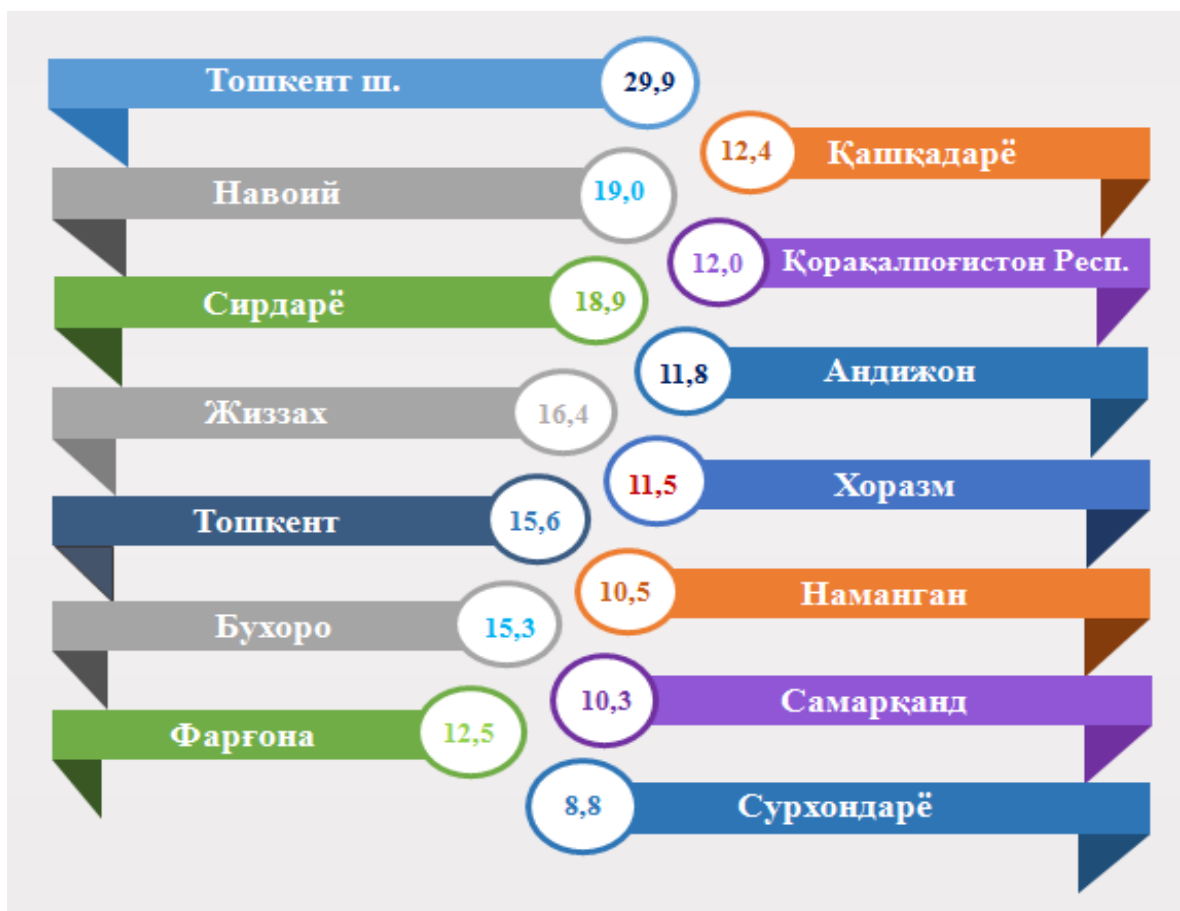 Тошкент ш. 29,9
Навоий 19,0
Сирдарё 18,9
Жиззах 16,4
Тошкент 15,6
Бухоро 15,3
Фарғона 12,5
12,4 Қашқадарё
12,0 Қорақалпоғистон Респ.
11,8 Андижон
11,5 Хоразм
10,5 Наманган
10,3 Самарқанд
8,8 Сурхондарё